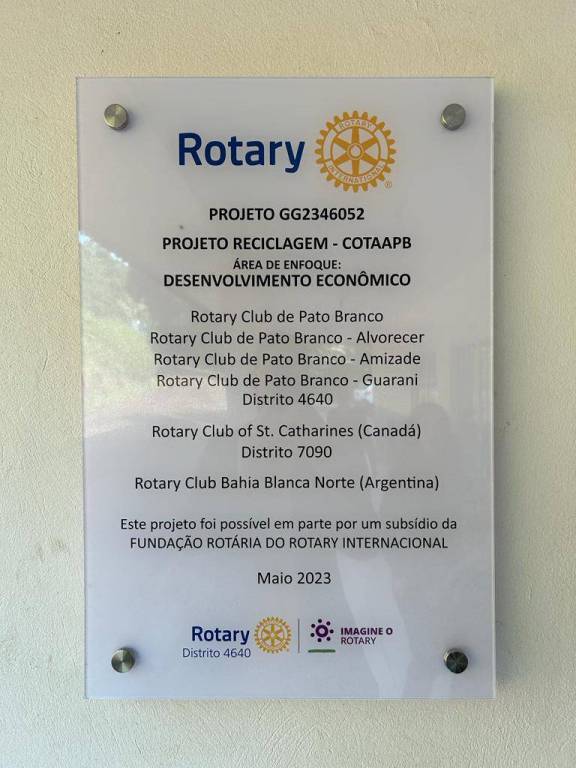 Rotary
ROTARY INTERNATIONAL
®
PROJETO GG2346052
PROJETO RECICLAGEM - COTAAPB
ÁREA DE ENFOQUE:
DESENVOLVIMENTO ECONÔMICO
Rotary Club de Pato Branco
Rotary Club de Pato Branco - Alvorecer
Rotary Club de Pato Branco - Amizade
Rotary Club de Pato Branco - Guarani
Distrito 4640
Rotary Club of St. Catharines (Canadá)
Distrito 7090
Rotary Club Bahia Blanca Norte (Argentina)
Este projeto foi possível em parte por um subsídio da
FUNDAÇÃO ROTÁRIA DO ROTARY INTERNACIONAL
Maio 2023
Rotary
Distrito 4640
IMAGINE O
ROTARY